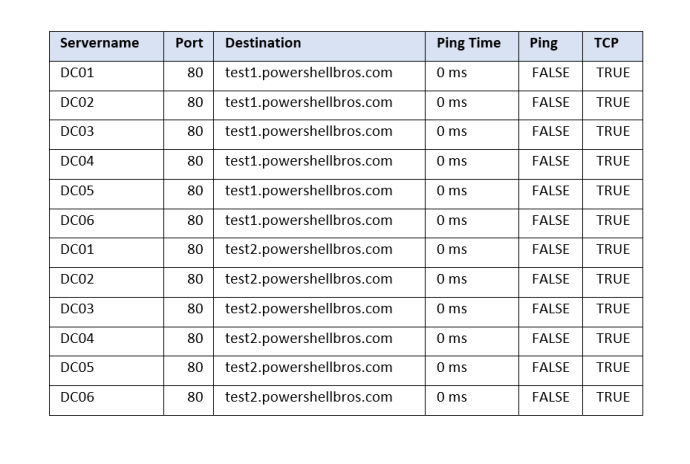 Servername Port Destination Ping Time Ping TCP
DC01 80 test1.powershellbros.com 0 ms FALSE TRUE
DC02 80 test1.powershellbros.com 0 ms FALSE TRUE
DC03 80 test1.powershellbros.com 0 ms FALSE TRUE
DC04 80 test1.powershellbros.com 0 ms FALSE TRUE
DC05 80 test1.powershellbros.com 0 ms FALSE TRUE
DC06 80 test1.powershellbros.com 0 ms FALSE TRUE
DC01 80 test2.powershellbros.com 0 ms FALSE TRUE
DC02 80 test2.powershellbros.com 0 ms FALSE TRUE
DC03 80 test2.powershellbros.com 0 ms FALSE TRUE
DC04 80 test2.powershellbros.com 0 ms FALSE TRUE
DC05 80 test2.powershellbros.com 0 ms FALSE TRUE
DC06 80 test2.powershellbros.com 0 ms FALSE TRUE